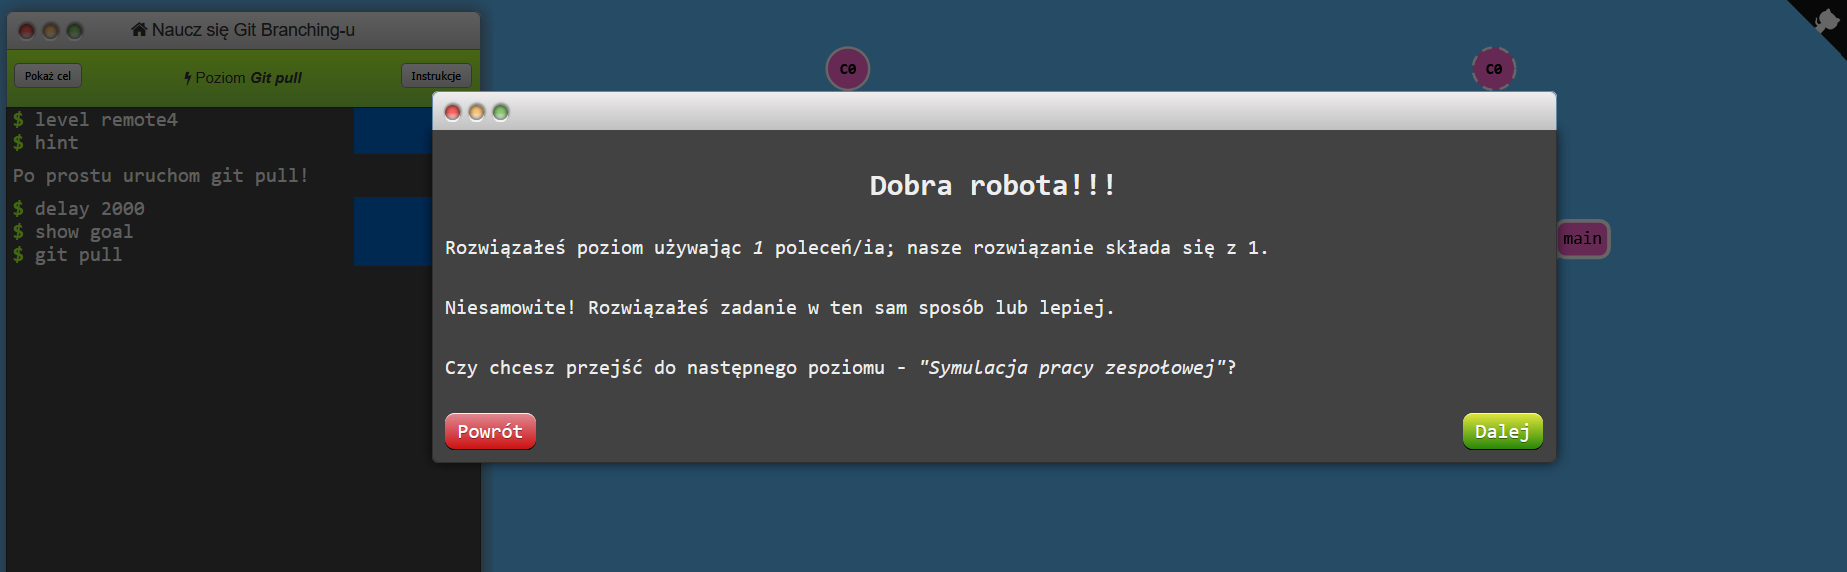 Naucz się Git Branching-u
Pokaż cel
Poziom Git pull
Instrukcje
$ level remote4
$ hint
Po prostu uruchom git pull!
$ delay 2000
$ show goal
$ git pull
C0
C0
main
Dobra robota!!!
Rozwiązałeś poziom używając 1 poleceń/ia; nasze rozwiązanie składa się z 1.
Niesamowite! Rozwiązałeś zadanie w ten sam sposób lub lepiej.
Czy chcesz przejść do następnego poziomu - "Symulacja pracy zespołowej"?
Powrót
Dalej